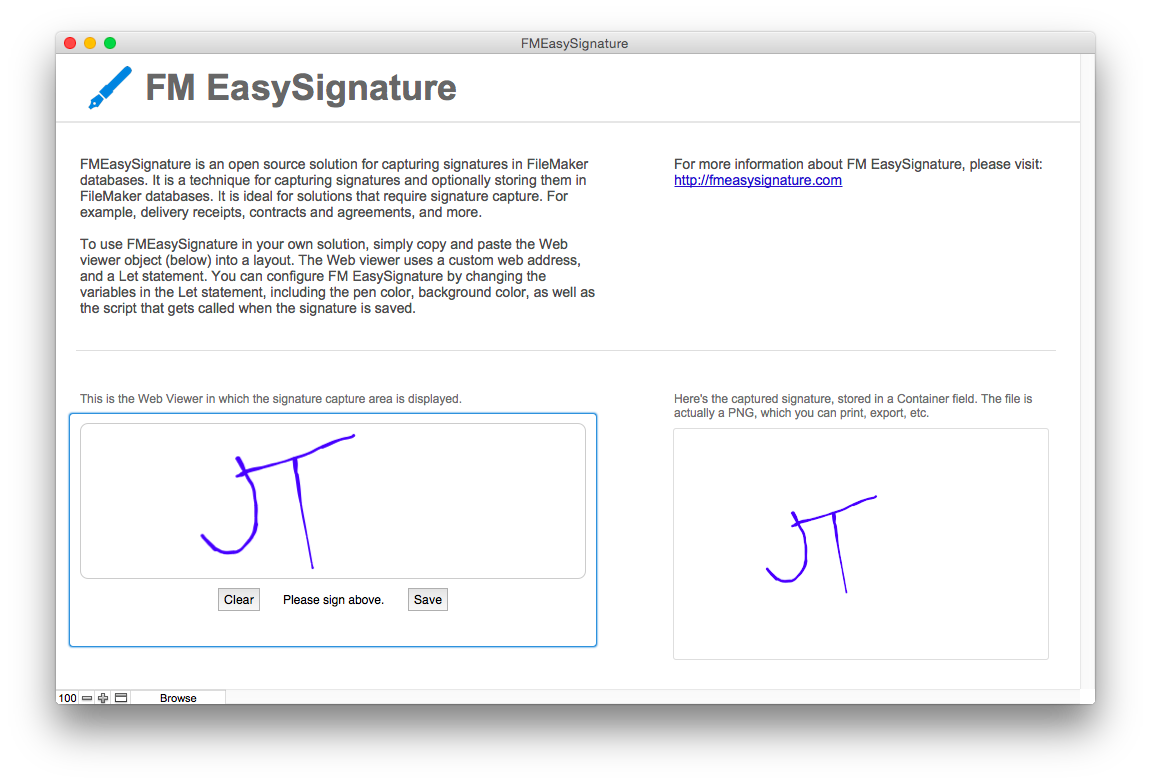 FMEasySignature
FM EasySignature
FMEasySignature is an open source solution for capturing signatures in FileMaker
databases. It is a technique for capturing signatures and optionally storing them in
FileMaker databases. It is ideal for solutions that require signature capture. For
example, delivery receipts, contracts and agreements, and more.
To use FMEasySignature in your own solution, simply copy and paste the Web
viewer object (below) into a layout. The Web viewer uses a custom web address,
and a Let statement. You can configure FM EasySignature by changing the
variables in the Let statement, including the pen color, background color, as well as
the script that gets called when the signature is saved.
For more information about FM EasySignature, please visit:
http://fmeasysignature.com
This is the Web Viewer in which the signature capture area is displayed.
JT
Clear
Please sign above.
Save
Here's the captured signature, stored in a Container field. The file is
actually a PNG, which you can print, export, etc.
JT
100
Browse